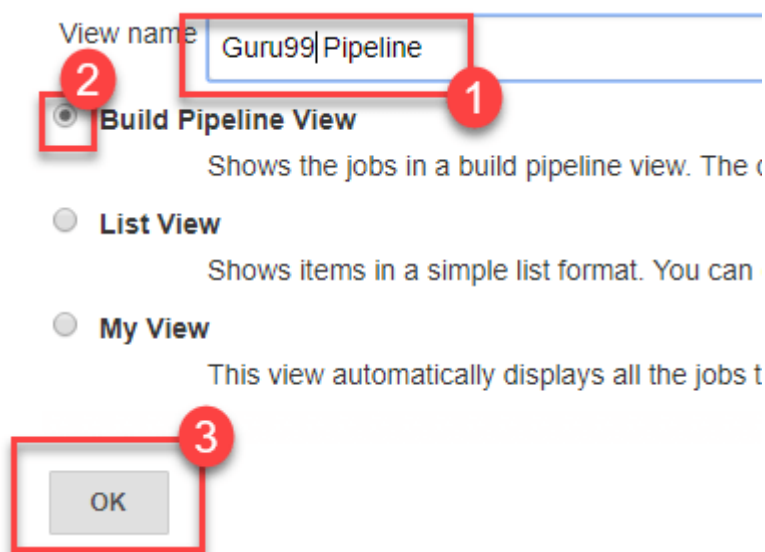 View name Guru99 Pipeline
1
2
Build Pipeline View
Shows the jobs in a build pipeline view. The
List View
Shows items in a simple list format. You can
My View
This view automatically displays all the jobs
3
OK